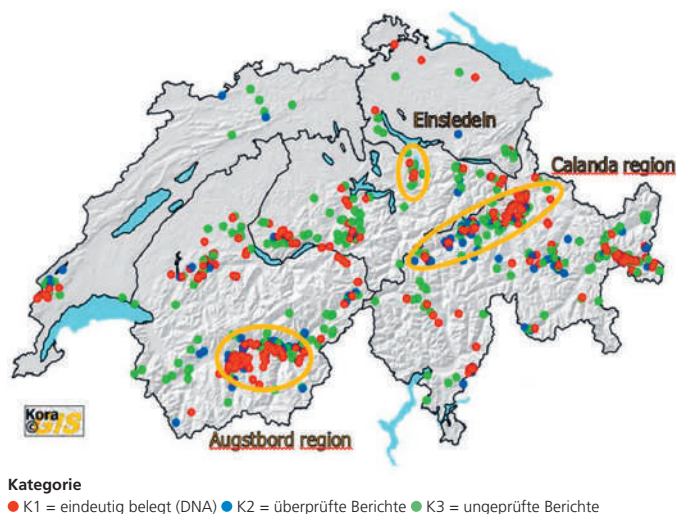 Einsiedeln
Calanda region
Kora
©GIS
Augstbord region
Kategorie
K1 = eindeutig belegt (DNA) K2 = überprüfte Berichte K3 = ungeprüfte Berichte